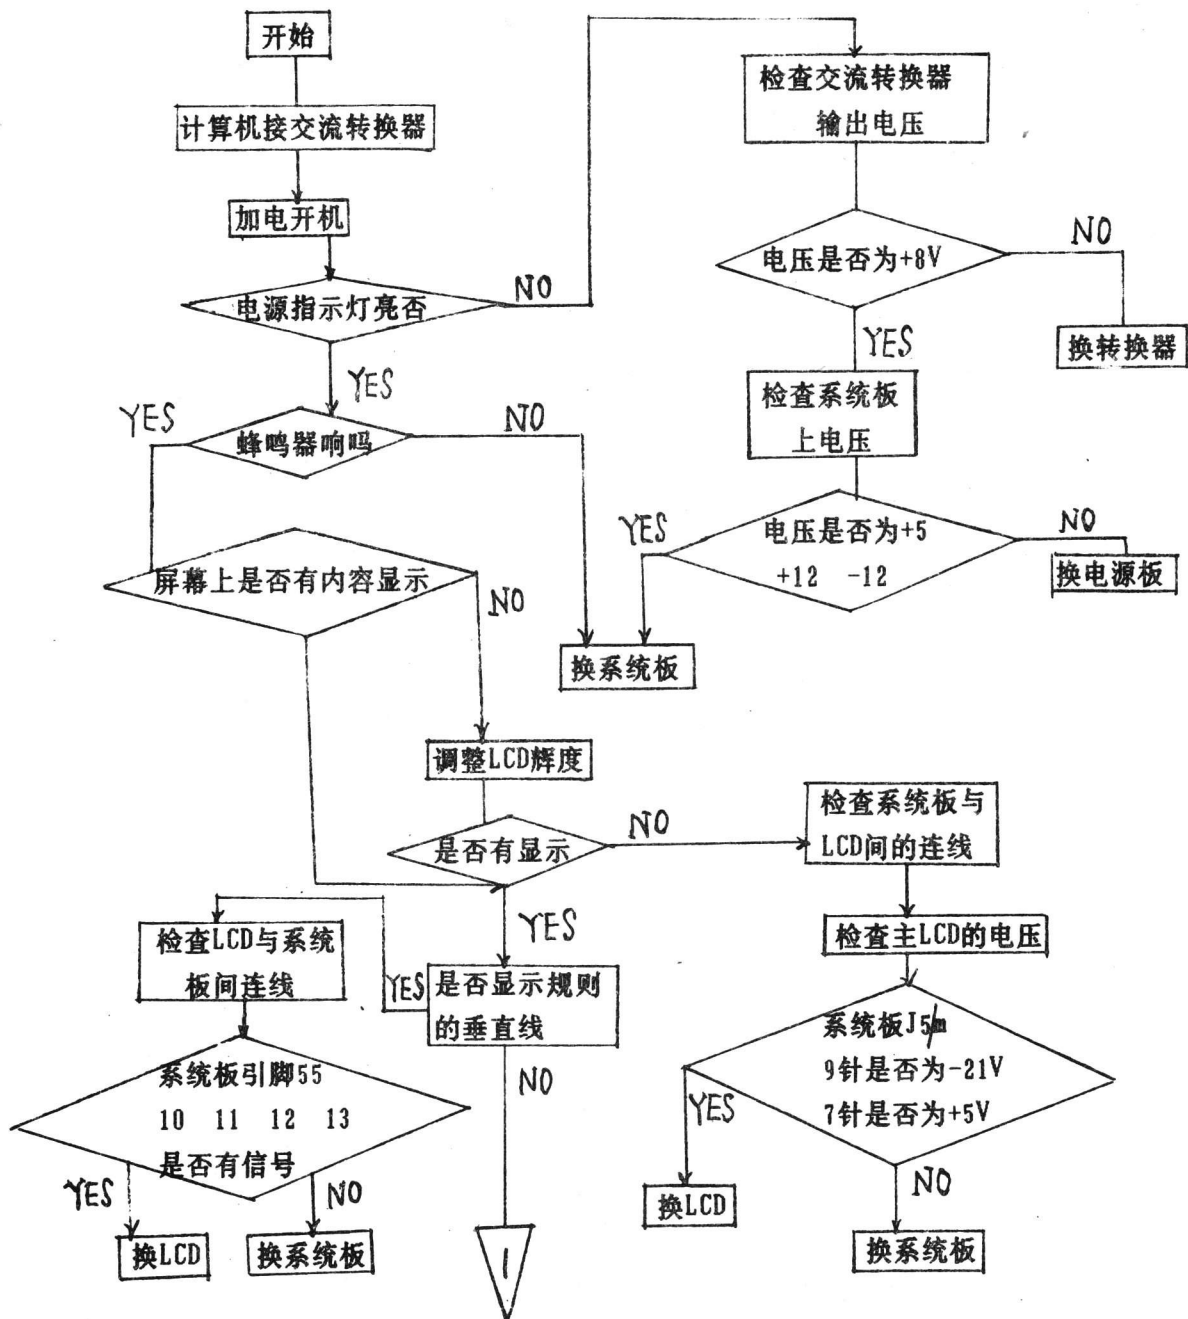 开始
计算机接交流转换器
加电开机
电源指示灯亮否
NO
检查交流转换器
输出电压
电压是否为+8V
NO
换转换器
YES
检查系统板
上电压
电压是否为+5
+12 -12
YES
NO
换电源板
YES
蜂鸣器响吗
YES
NO
屏幕上是否有内容显示
NO
换系统板
调整LCD辉度
是否有显示
NO
检查系统板与
LCD间的连线
检查主LCD的电压
系统板J5
9针是否为-21V
7针是否为+5V
YES
换LCD
NO
换系统板
YES
是否显示规则
的垂直线
YES
NO
1
检查LCD与系统
板间连线
系统板引脚55
10 11 12 13
是否有信号
YES
NO
换LCD
换系统板